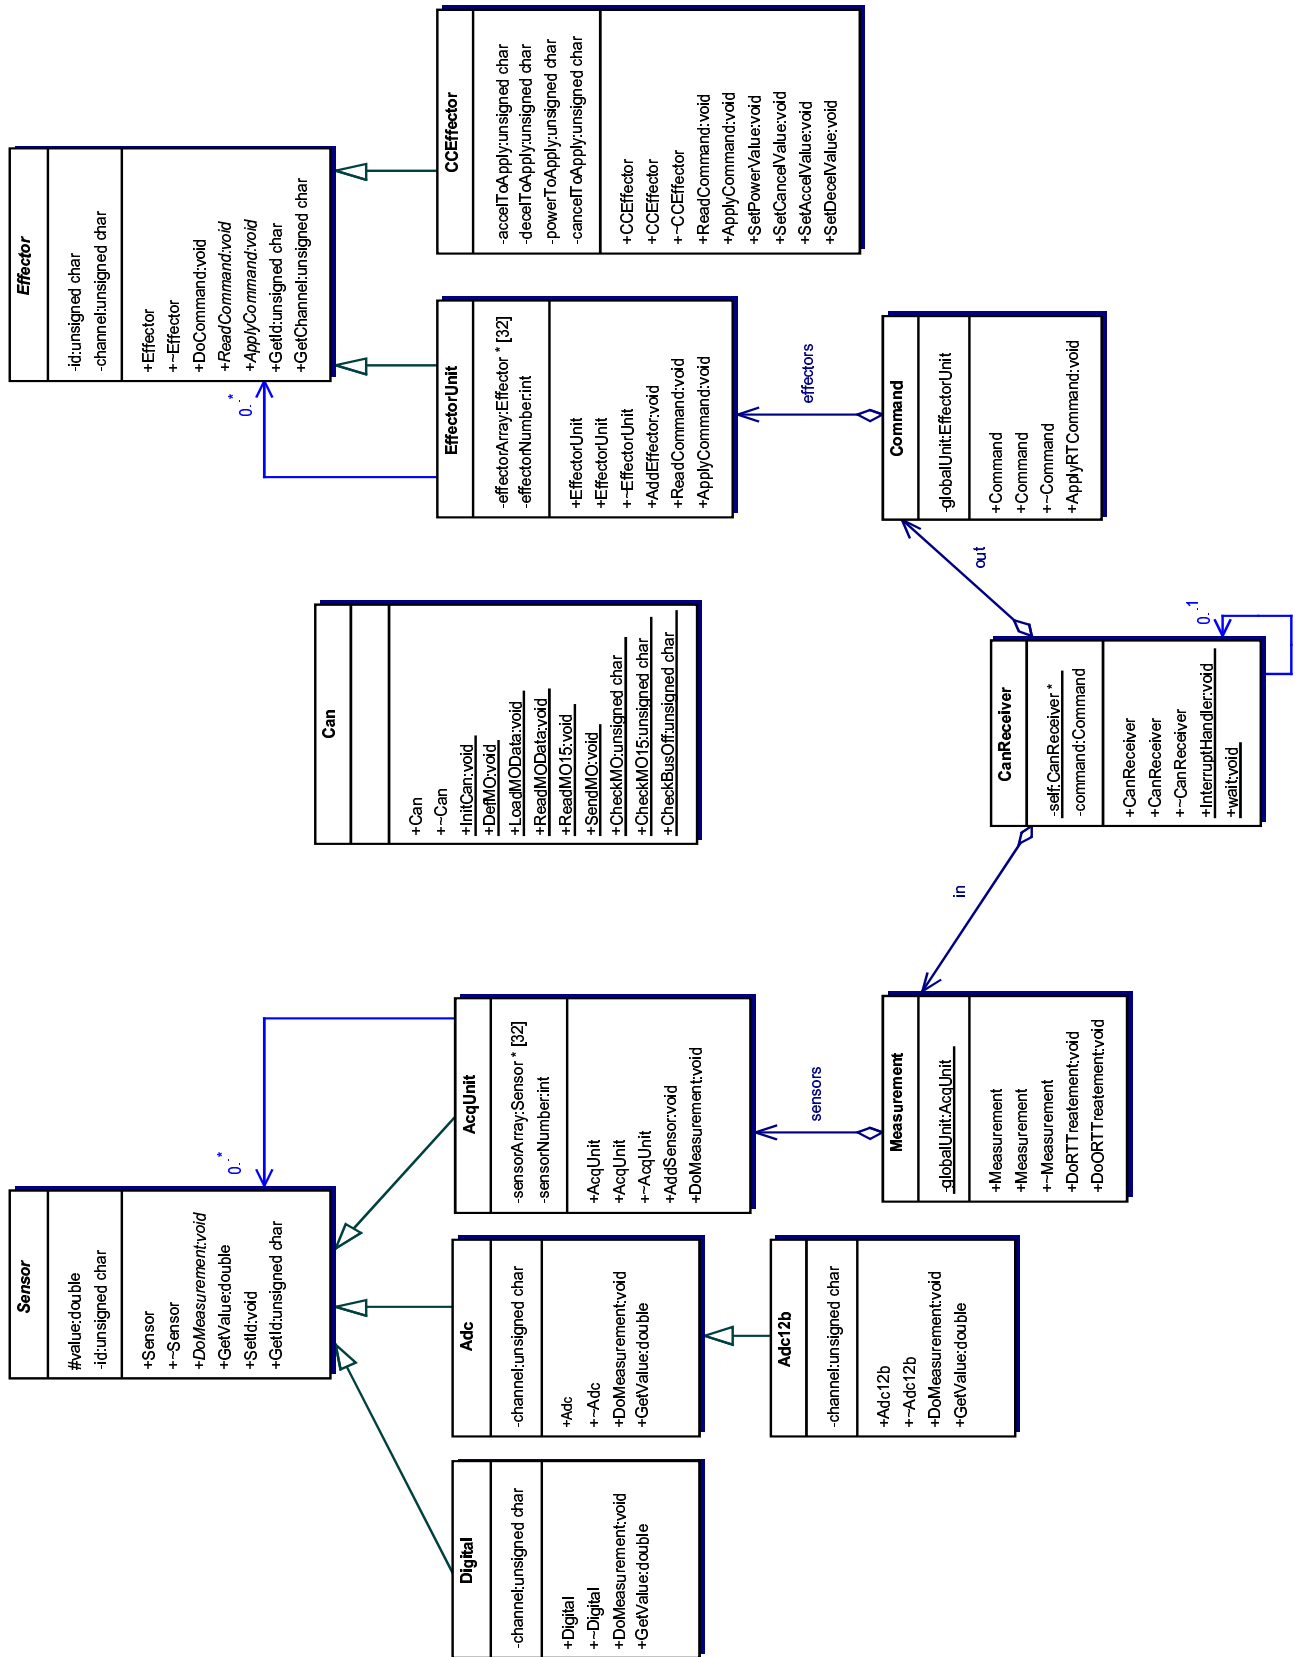 Sensor
#value:double
-id:unsigned char
+Sensor
+~Sensor
+DoMeasurement:void
+GetValue:double
+SetId:void
+GetId:unsigned char
0..*
Effector
-id:unsigned char
-channel:unsigned char
+Effector
+~Effector
+DoCommand:void
+ReadCommand:void
+ApplyCommand:void
+GetId:unsigned char
+GetChannel:unsigned char
0..*
Can
+Can
+~Can
+InitCan:void
+DefMO:void
+LoadMOData:void
+ReadMOData:void
+ReadMO15:void
+SendMO:void
+CheckMO:unsigned char
+CheckMO15:unsigned char
+CheckBusOff:unsigned char
Digital
-channel:unsigned char
+Digital
+~Digital
+DoMeasurement:void
+GetValue:double
Adc
-channel:unsigned char
+Adc
+~Adc
+DoMeasurement:void
+GetValue:double
AcqUnit
-sensorArray:Sensor * [32]
-sensorNumber:int
+AcqUnit
+AcqUnit
+~AcqUnit
+AddSensor:void
+DoMeasurement:void
EffectorUnit
-effectorArray:Effector * [32]
-effectorNumber:int
+EffectorUnit
+EffectorUnit
+~EffectorUnit
+AddEffector:void
+ReadCommand:void
+ApplyCommand:void
CCEffector
-accelToApply:unsigned char
-decelToApply:unsigned char
-powerToApply:unsigned char
-cancelToApply:unsigned char
+CCEffector
+CCEffector
+~CCEffector
+ReadCommand:void
+ApplyCommand:void
+SetPowerValue:void
+SetCancelValue:void
+SetAccelValue:void
+SetDecelValue:void
Adc12b
-channel:unsigned char
+Adc12b
+~Adc12b
+DoMeasurement:void
+GetValue:double
sensors
effectors
Measurement
-globalUnit:AcqUnit
+Measurement
+Measurement
+~Measurement
+DoRTTreatement:void
+DoORTTreatement:void
Command
-globalUnit:EffectorUnit
+Command
+Command
+~Command
+ApplyRTCommand:void
in
out
CanReceiver
-self:CanReceiver *
-command:Command
+CanReceiver
+CanReceiver
+~CanReceiver
+InterruptHandler:void
+wait:void
0..1